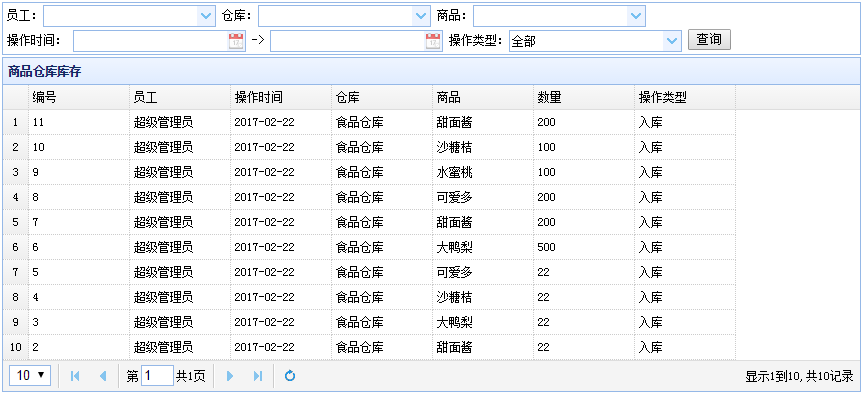 员工: 仓库: 商品:
操作时间: -> 操作类型: 全部 查询
商品仓库库存
编号 员工 操作时间 仓库 商品 数量 操作类型
1 11 超级管理员 2017-02-22 食品仓库 甜面酱 200 入库
2 10 超级管理员 2017-02-22 食品仓库 沙糖桔 100 入库
3 9 超级管理员 2017-02-22 食品仓库 水蜜桃 100 入库
4 8 超级管理员 2017-02-22 食品仓库 可爱多 200 入库
5 7 超级管理员 2017-02-22 食品仓库 甜面酱 200 入库
6 6 超级管理员 2017-02-22 食品仓库 大鸭梨 500 入库
7 5 超级管理员 2017-02-22 食品仓库 可爱多 22 入库
8 4 超级管理员 2017-02-22 食品仓库 沙糖桔 22 入库
9 3 超级管理员 2017-02-22 食品仓库 大鸭梨 22 入库
10 2 超级管理员 2017-02-22 食品仓库 甜面酱 22 入库
10 第 1 共1页 显示1到10, 共10记录